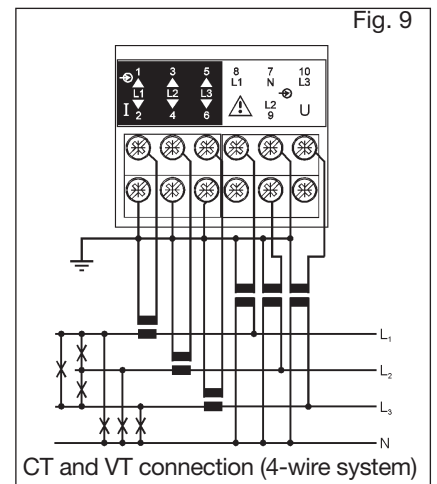 Fig. 9
1 3 5 8 7 10
L1 N L3
L1 L2 L3
L2
I 2 4 6 9 U
L1
L2
L3
N
CT and VT connection (4-wire system)